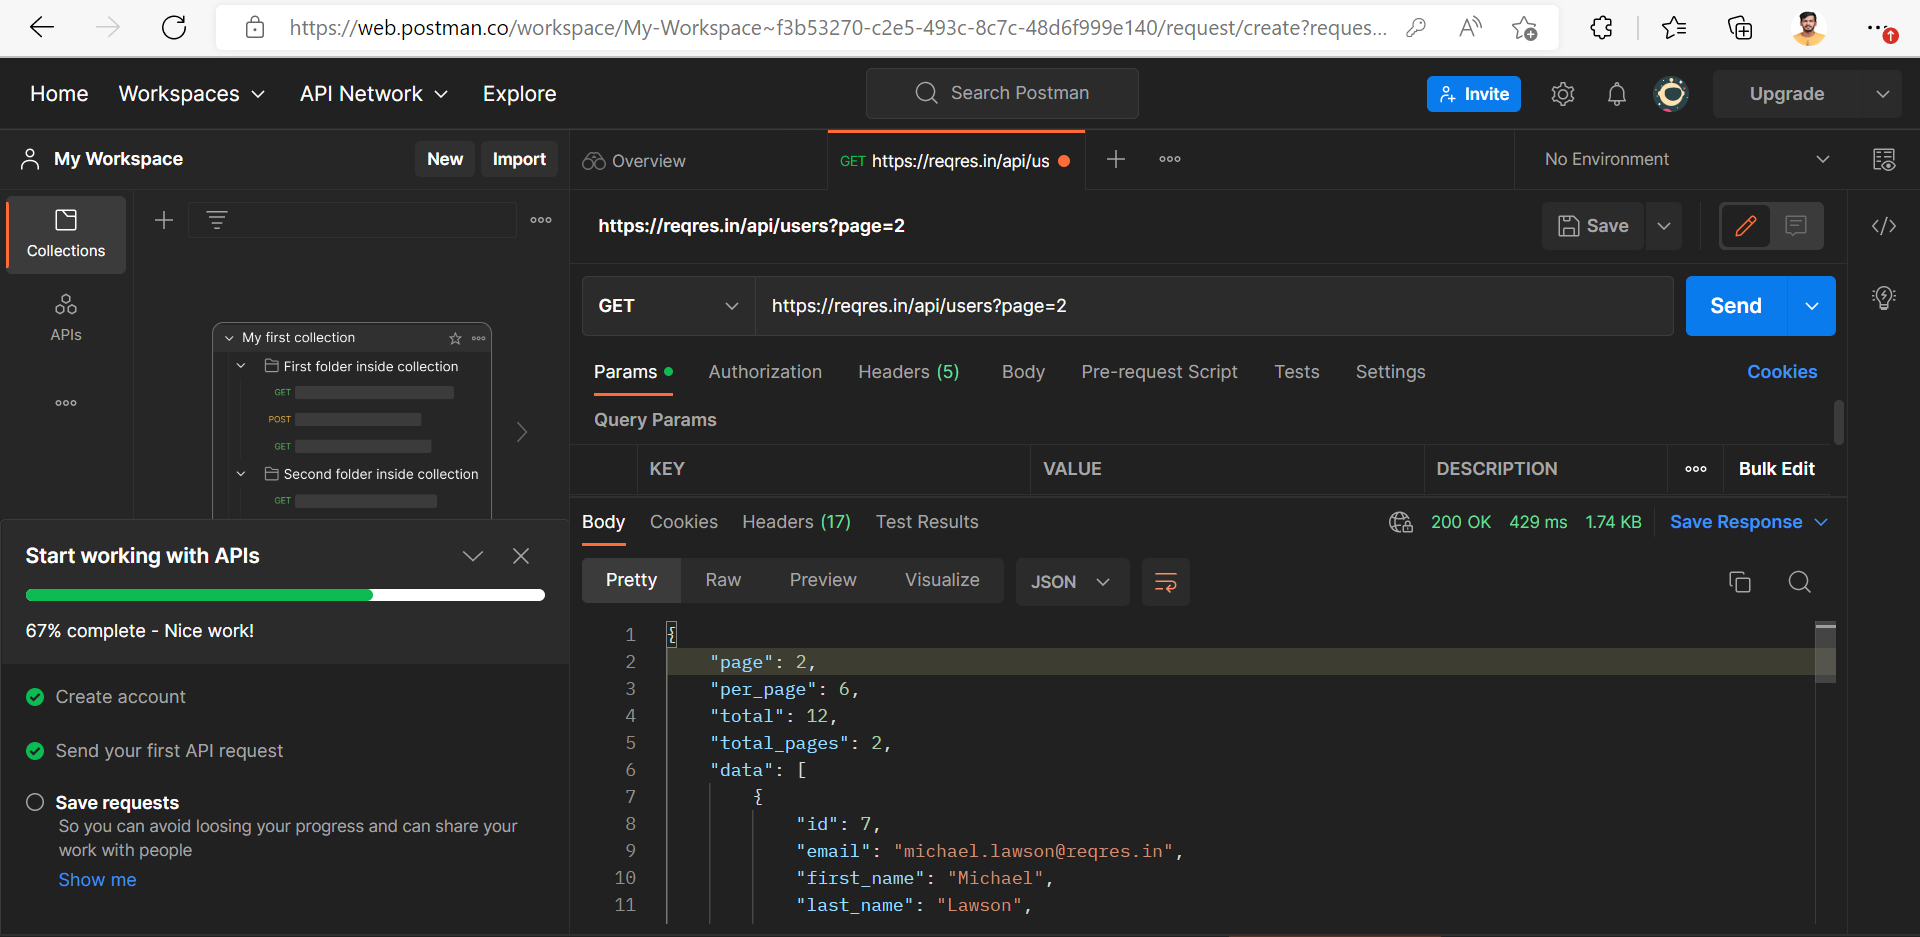 https://web.postman.co/workspace/My-Workspace~f3b53270-c2e5-493c-8c7c-48d6f999e140/request/create?reques...
Home Workspaces API Network Explore Search Postman Invite Upgrade
My Workspace New Import Overview GET https://reqres.in/api/us No Environment
Collections
APIs
My first collection
First folder inside collection
GET
POST
GET
Second folder inside collection
GET
https://reqres.in/api/users?page=2 Save
GET https://reqres.in/api/users?page=2 Send
Params Authorization Headers (5) Body Pre-request Script Tests Settings Cookies
Query Params
KEY VALUE DESCRIPTION Bulk Edit
Body Cookies Headers (17) Test Results 200 OK 429 ms 1.74 KB Save Response
Pretty Raw Preview Visualize JSON
1 {
2 "page": 2,
3 "per_page": 6,
4 "total": 12,
5 "total_pages": 2,
6 "data": [
7 {
8 "id": 7,
9 "email": "michael.lawson@reqres.in",
10 "first_name": "Michael",
11 "last_name": "Lawson",
Start working with APIs
67% complete - Nice work!
Create account
Send your first API request
Save requests
So you can avoid loosing your progress and can share your
work with people
Show me